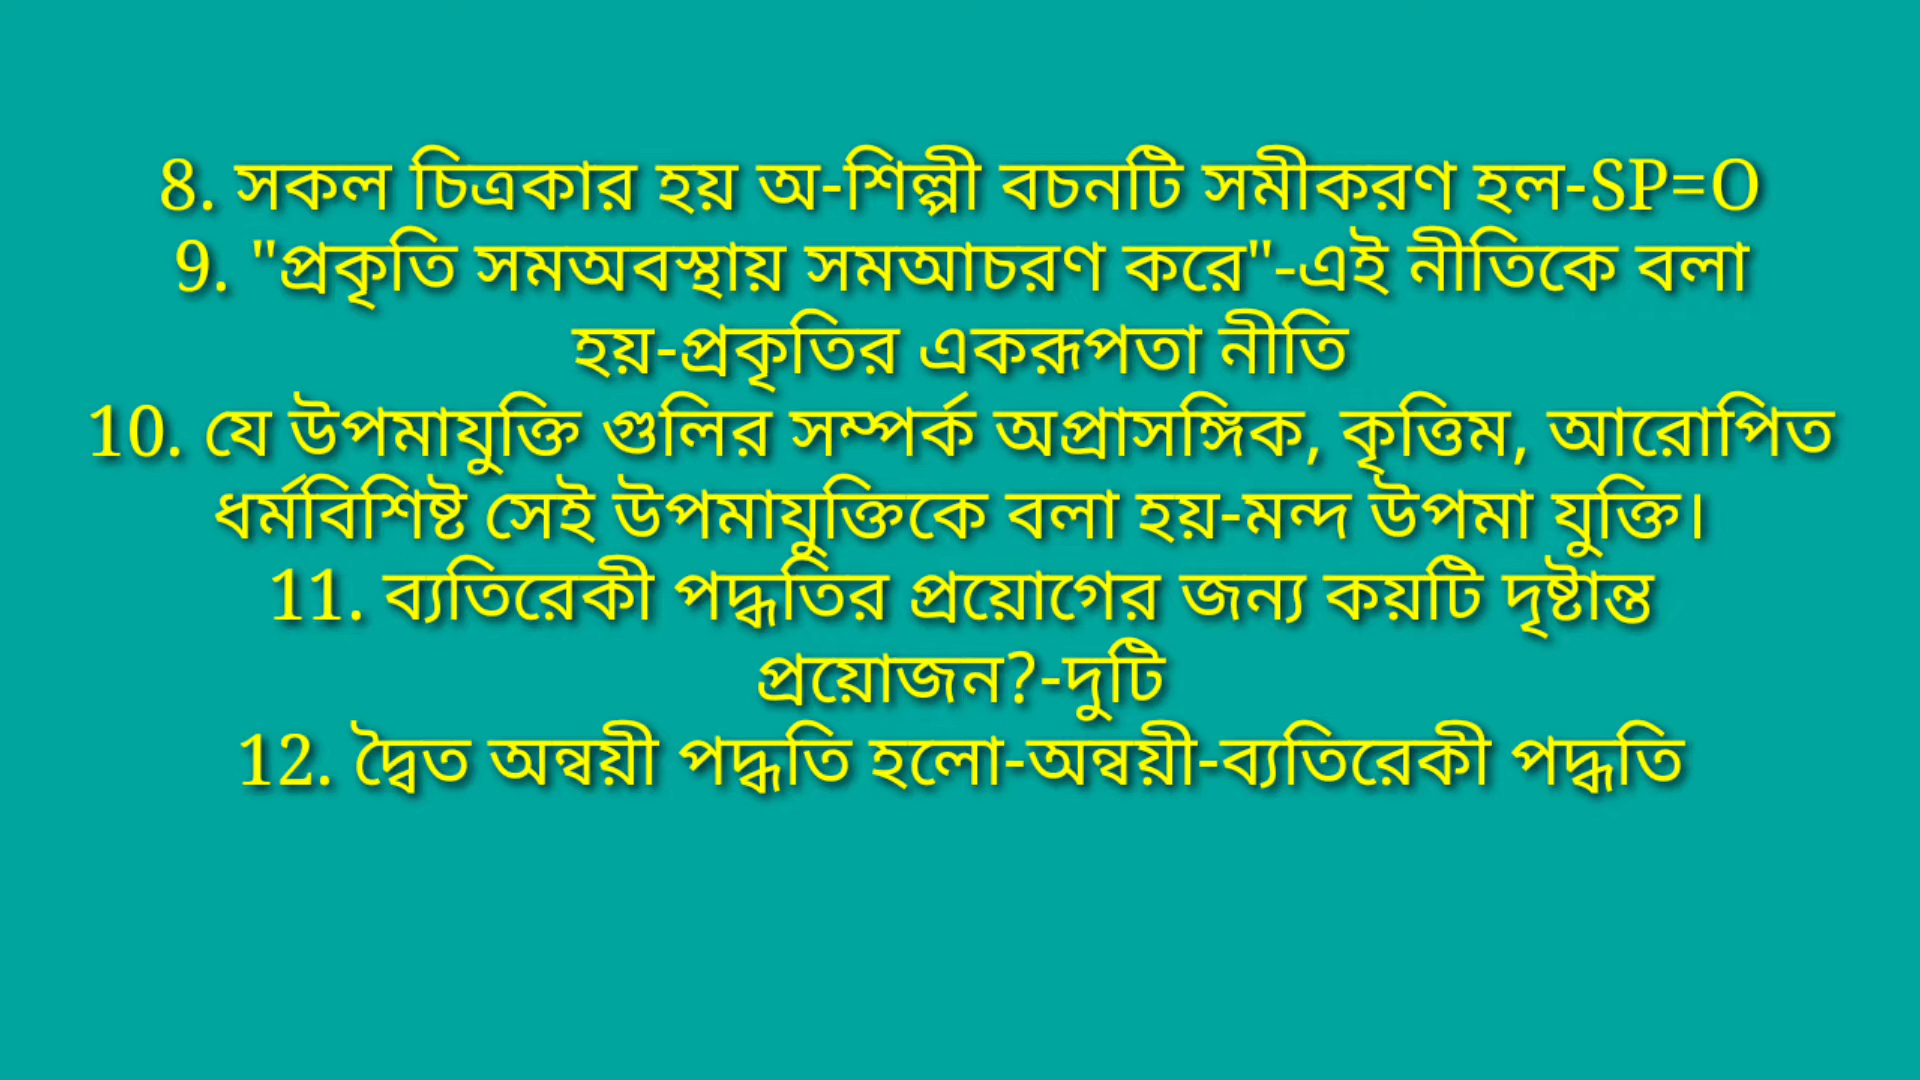 8. সকল চিত্রকার হয় অ-শিল্পী বচনটি সমীকরণ হল-SP=O
9. "প্রকৃতি সমঅবস্থায় সমআচরণ করে"-এই নীতিকে বলা
হয়-প্রকৃতির একরূপতা নীতি
10. যে উপমাযুক্তি গুলির সম্পর্ক অপ্রাসঙ্গিক, কৃত্তিম, আরোপিত
ধর্মবিশিষ্ট সেই উপমাযুক্তিকে বলা হয়-মন্দ উপমা যুক্তি।
11. ব্যতিরেকী পদ্ধতির প্রয়োগের জন্য কয়টি দৃষ্টান্ত
প্রয়োজন?-দুটি
12. দ্বৈত অন্বয়ী পদ্ধতি হলো-অন্বয়ী-ব্যতিরেকী পদ্ধতি